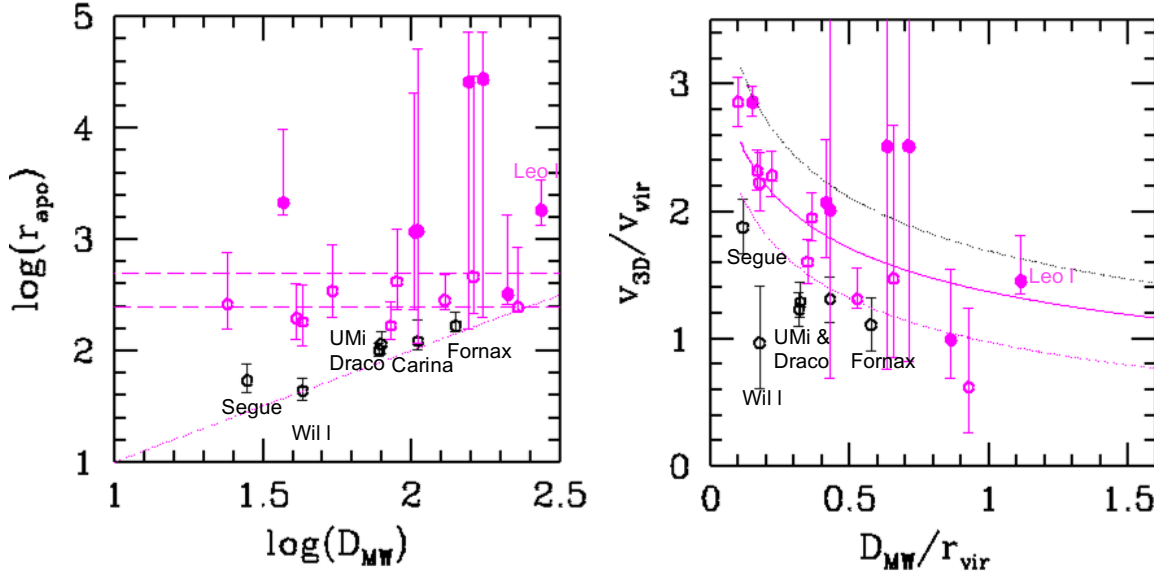 5
4
3
2
1
log(r_apo)
Leo I
UMi
Draco
Carina
Fornax
Segue
Wil I
1
1.5
2
2.5
log(D_MW)
3
2
1
0
v_3D/v_vir
Segue
Leo I
UMi &
Draco
Fornax
Wil I
0
0.5
1
1.5
D_MW/r_vir